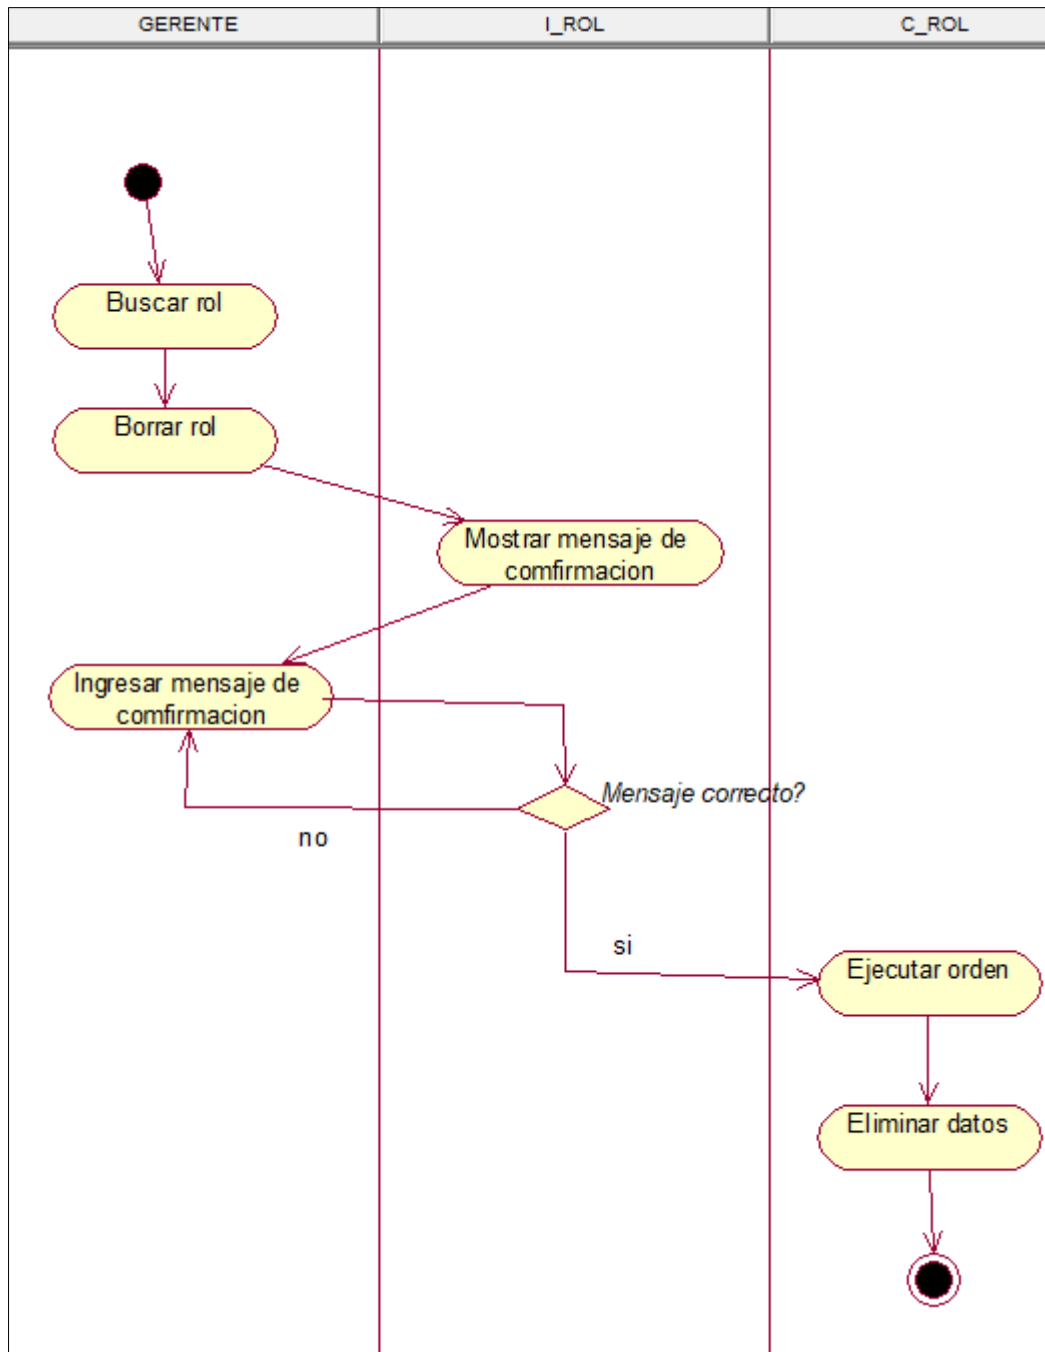 GERENTE
I_ROL
C_ROL
Buscar rol
Borrar rol
Mostrar mensaje de
comfirmacion
Ingresar mensaje de
comfirmacion
Mensaje correcto?
no
si
Ejecutar orden
Eliminar datos